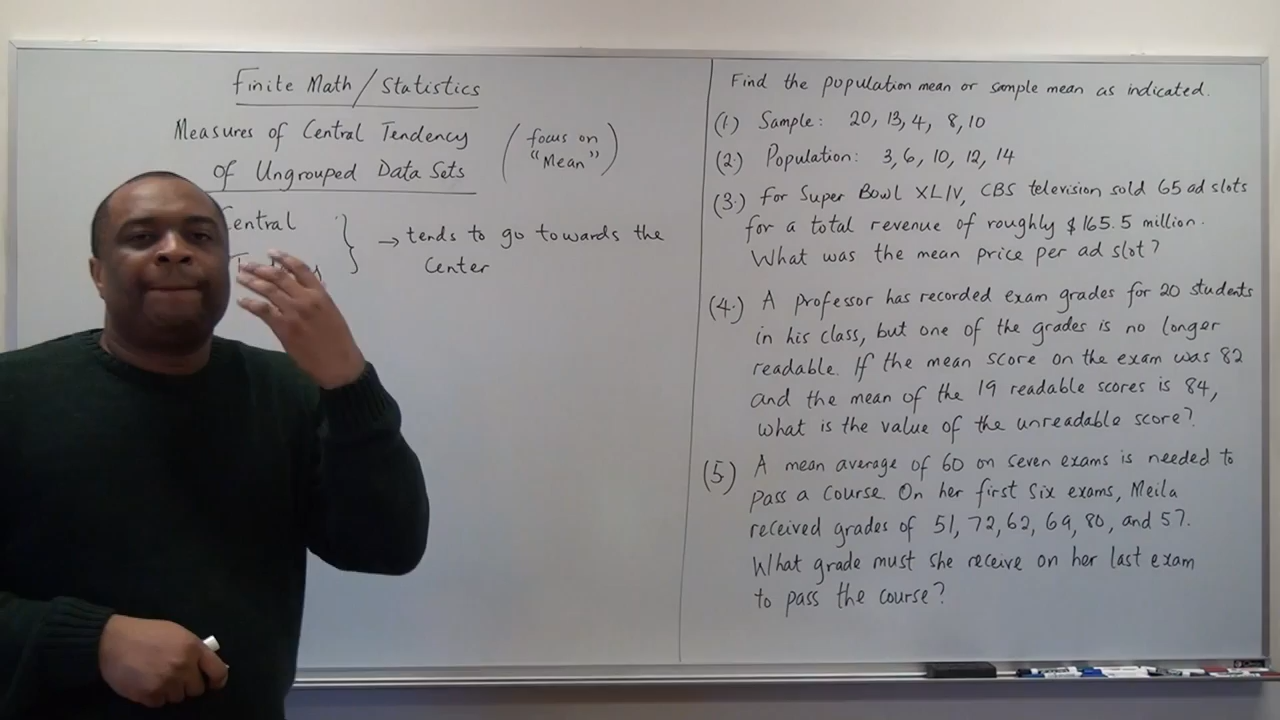 Finite Math / Statistics
Measures of Central Tendency
of Ungrouped Data Sets
(focus on
"Mean")
Central
} → tends to go towards the
Center
Find the population mean or sample mean as indicated.
(1) Sample: 20, 13, 4, 8, 10
(2.) Population: 3, 6, 10, 12, 14
(3.) For Super Bowl XLIV, CBS television sold 65 ad slots
for a total revenue of roughly $165.5 million.
What was the mean price per ad slot?
(4.) A professor has recorded exam grades for 20 students
in his class, but one of the grades is no longer
readable. If the mean score on the exam was 82
and the mean of the 19 readable scores is 84,
what is the value of the unreadable score?
(5) A mean average of 60 on seven exams is needed to
pass a course. On her first six exams, Meila
received grades of 51, 72, 62, 69, 80, and 57.
What grade must she receive on her last exam
to pass the course?